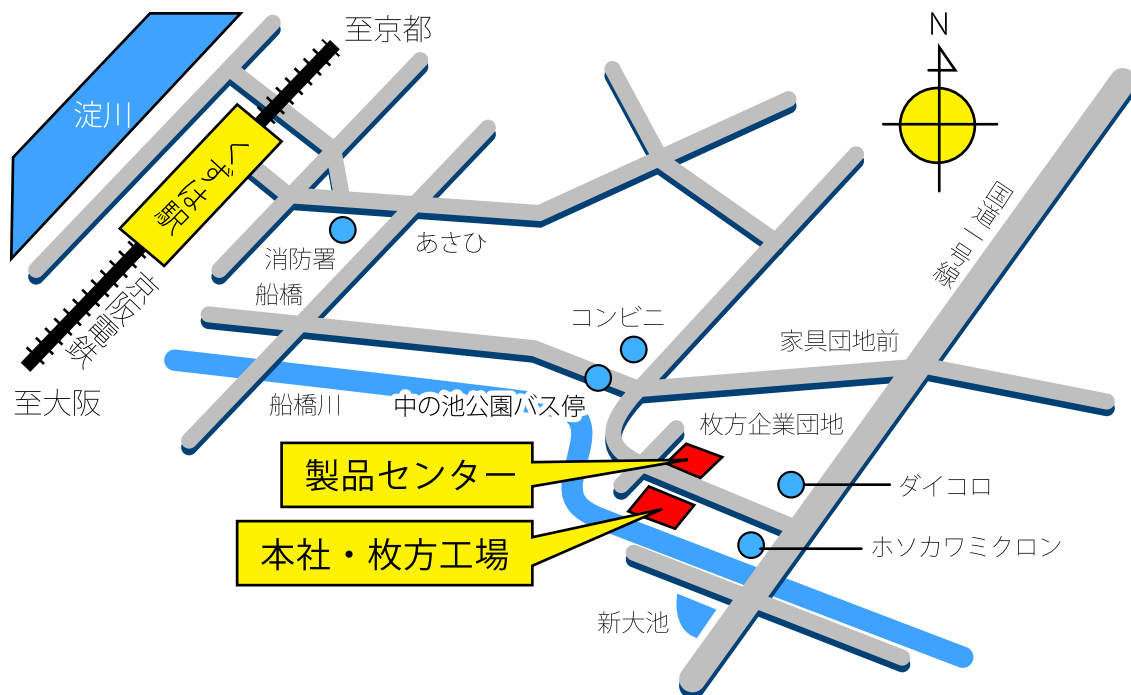 至京都
N
淀川
くずは駅
国道一号線
あさひ
消防署
船橋
京阪電鉄
コンビニ
家具団地前
至大阪
船橋川
中の池公園バス停
枚方企業団地
製品センター
ダイコロ
本社・枚方工場
ホソカワミクロン
新大池